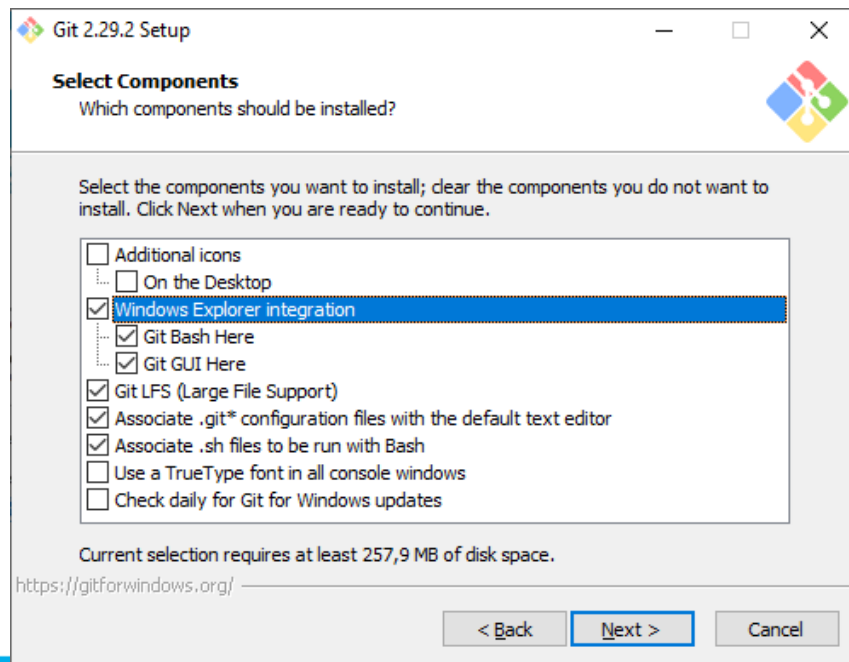 Git 2.29.2 Setup
Select Components
Which components should be installed?
Select the components you want to install; clear the components you do not want to
install. Click Next when you are ready to continue.
Additional icons
On the Desktop
Windows Explorer integration
Git Bash Here
Git GUI Here
Git LFS (Large File Support)
Associate .git* configuration files with the default text editor
Associate .sh files to be run with Bash
Use a TrueType font in all console windows
Check daily for Git for Windows updates
Current selection requires at least 257,9 MB of disk space.
https://gitforwindows.org/
< Back
Next >
Cancel